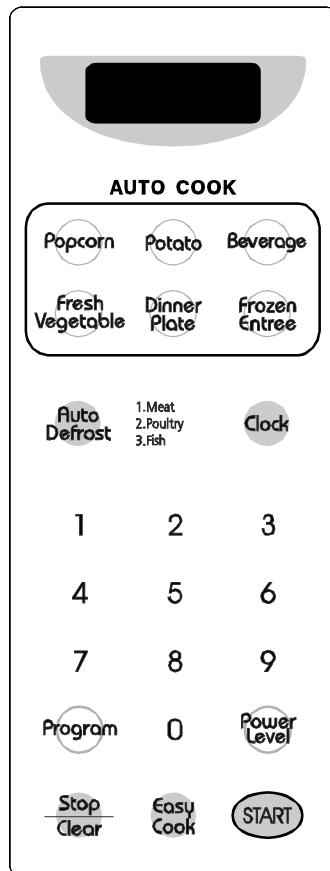 AUTO COOK
Popcorn Potato Beverage
Fresh Vegetable Dinner Plate Frozen Entree
Auto Defrost
1.Meat
2.Poultry
3.Fish
Clock
1 2 3
4 5 6
7 8 9
Program 0 Power Level
Stop
Clear
Easy Cook
START